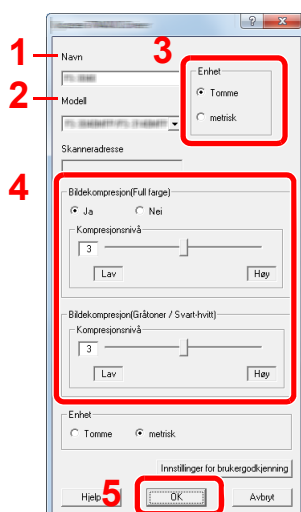 1
Navn
3
Enhet
Tomme
metrisk
2
Modell
Skanneradresse
4
Bildekompresjon(Full farge)
Ja Nei
Kompresjonsnivå
3
Lav Høy
Bildekompresjon(Gråtoner / Svart-hvitt)
Kompresjonsnivå
3
Lav Høy
Enhet
Tomme metrisk
Innstillinger for brukergodkjenning
5
Hjelp OK Avbryt